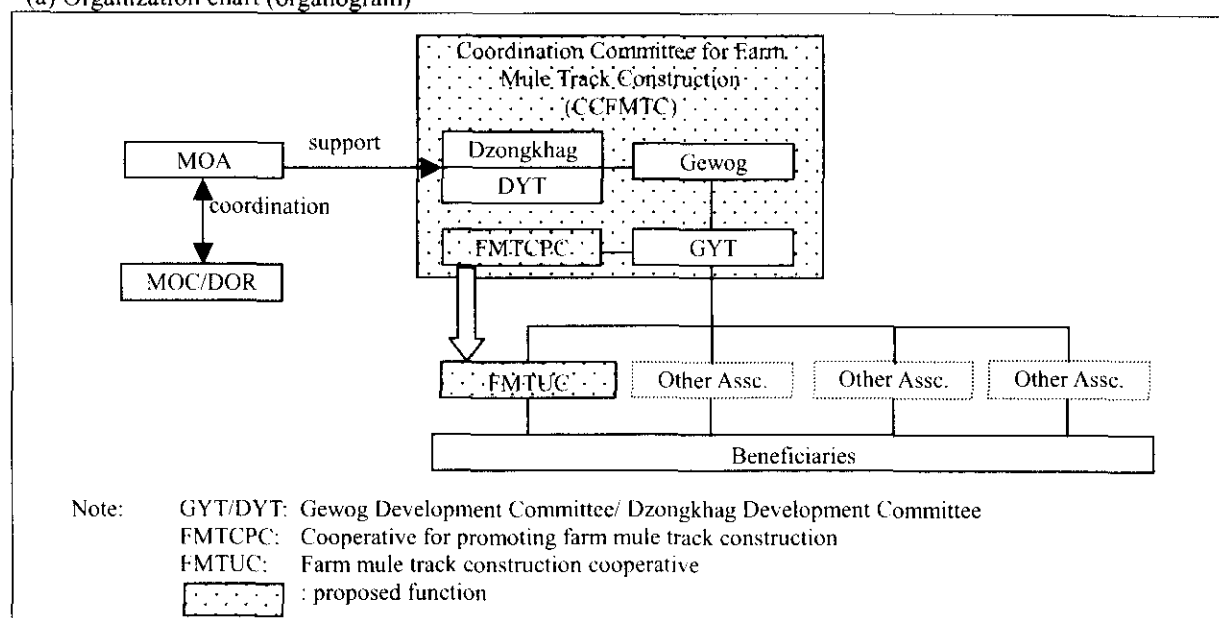 (a) Organization chart (organogram)
Coordination Committee for Farm
Mule Track Construction
(CCFMTC)
support
MOA
Dzongkhag
DYT
Gewog
coordination
FMTCPC
GYT
MOC/DOR
FMTUC
Other Assc.
Other Assc.
Other Assc.
Beneficiaries
Note: GYT/DYT: Gewog Development Committee/ Dzongkhag Development Committee
FMTCPC: Cooperative for promoting farm mule track construction
FMTUC: Farm mule track construction cooperative
: proposed function